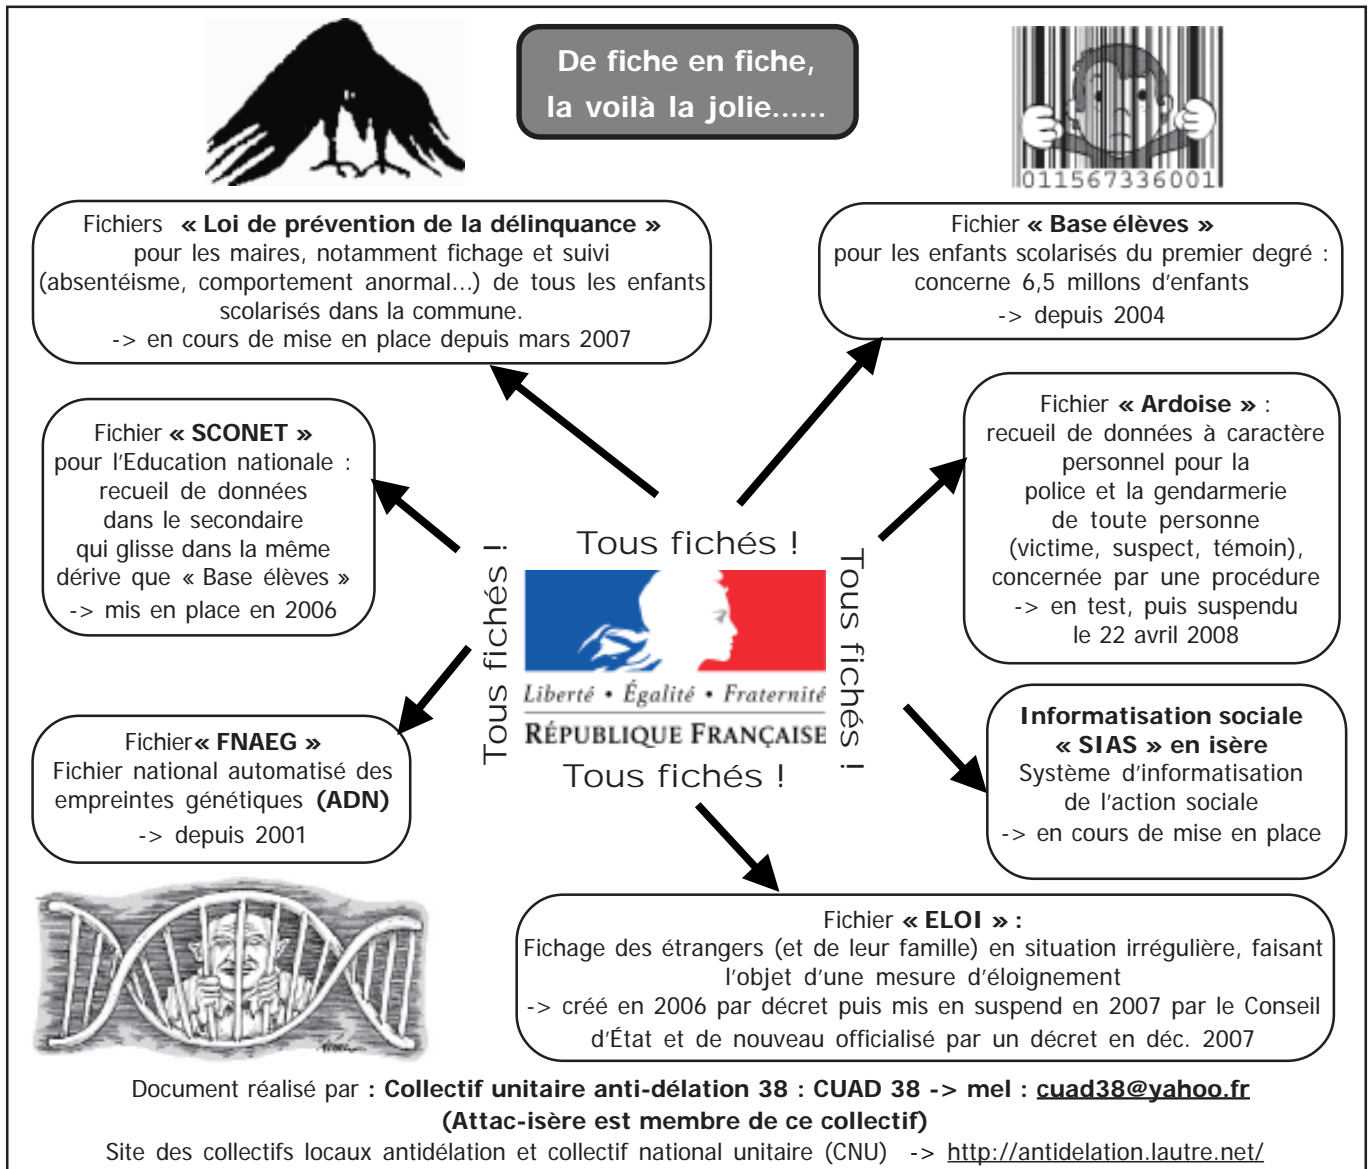 De fiche en fiche,
la voilà la jolie......
011567336001
Fichiers « Loi de prévention de la délinquance »
pour les maires, notamment fichage et suivi
(absentéisme, comportement anormal...) de tous les enfants
scolarisés dans la commune.
-> en cours de mise en place depuis mars 2007
Fichier « Base élèves »
pour les enfants scolarisés du premier degré :
concerne 6,5 millions d'enfants
-> depuis 2004
Fichier « SCONET »
pour l'Education nationale :
recueil de données
dans le secondaire
qui glisse dans la même
dérive que « Base élèves »
-> mis en place en 2006
Fichier « Ardoise » :
recueil de données à caractère
personnel pour la
police et la gendarmerie
de toute personne
(victime, suspect, témoin),
concernée par une procédure
-> en test, puis suspendu
le 22 avril 2008
Tous fichés !
Tous fichés !
Tous fichés !
Liberté • Égalité • Fraternité
RÉPUBLIQUE FRANÇAISE
Tous fichés !
Fichier« FNAEG »
Fichier national automatisé des
empreintes génétiques (ADN)
-> depuis 2001
Informatisation sociale
« SIAS » en isère
Système d'informatisation
de l'action sociale
-> en cours de mise en place
Fichier « ELOI » :
Fichage des étrangers (et de leur famille) en situation irrégulière, faisant
l'objet d'une mesure d'éloignement
-> créé en 2006 par décret puis mis en suspend en 2007 par le Conseil
d'État et de nouveau officialisé par un décret en déc. 2007
Document réalisé par : Collectif unitaire anti-délation 38 : CUAD 38 -> mel : cuad38@yahoo.fr
(Attac-isère est membre de ce collectif)
Site des collectifs locaux antidélation et collectif national unitaire (CNU) -> http://antidelation.lautre.net/